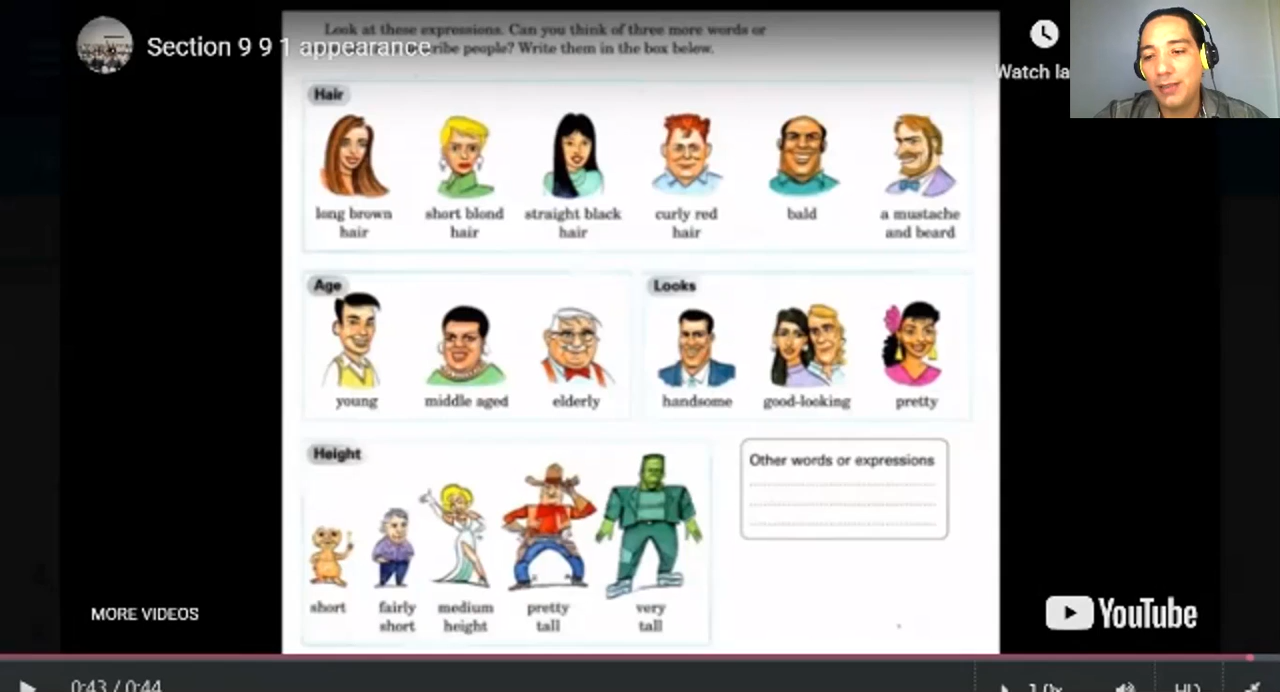 Look at these expressions. Can you think of three more words or
Section 9 9 1 appearance
describe people? Write them in the box below.
Watch la
Hair
long brown hair
short blond hair
straight black hair
curly red hair
bald
a mustache and beard
Age
young
middle aged
elderly
Looks
handsome
good-looking
pretty
Height
short
fairly short
medium height
pretty tall
very tall
Other words or expressions
MORE VIDEOS
YouTube
0:43 / 0:44
1.0x
HD